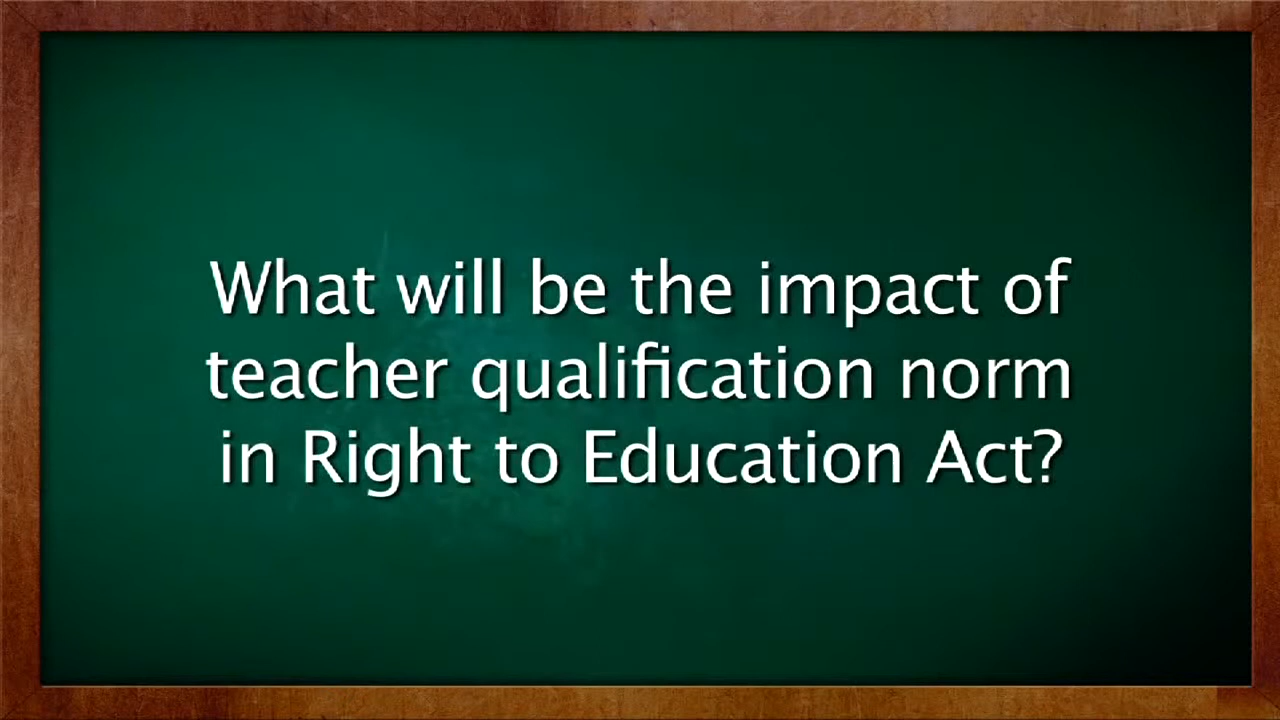 What will be the impact of
teacher qualification norm
in Right to Education Act?